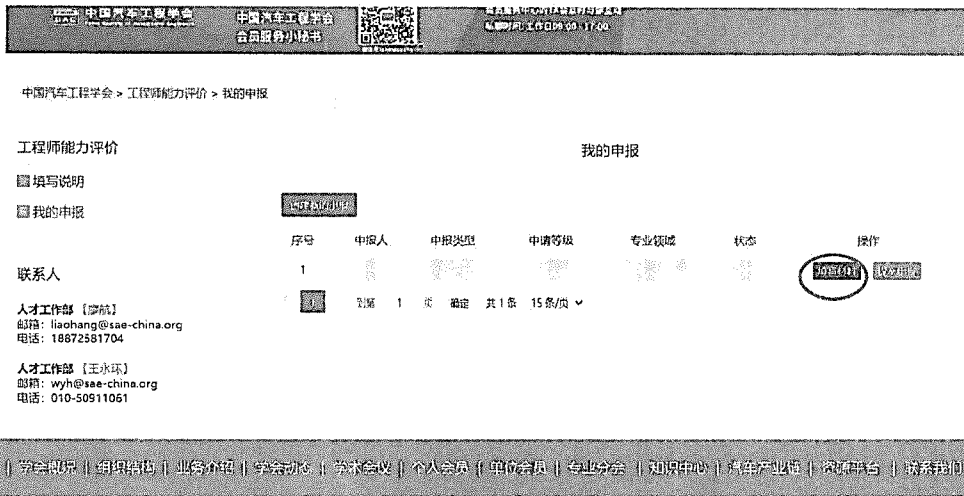 中国汽车工程学会
中国汽车工程学会
会员服务小秘书
中国汽车工程学会 > 工程师能力评价 > 我的申报
工程师能力评价
我的申报
填写说明
我的申报
序号 申报人 申报类型 申请等级 专业领域 状态 操作
联系人
1
1 到第 1 页 确定 共 1 条 15 条/页
人才工作部 【廖航】
邮箱: liaohang@sae-china.org
电话: 18872581704
人才工作部 【王永环】
邮箱: wyh@sae-china.org
电话: 010-50911061
| 学会概况 | 组织结构 | 业务介绍 | 学会动态 | 学术会议 | 个人会员 | 单位会员 | 专业分会 | 知识中心 | 汽车产业链 | 资源平台 | 联系我们